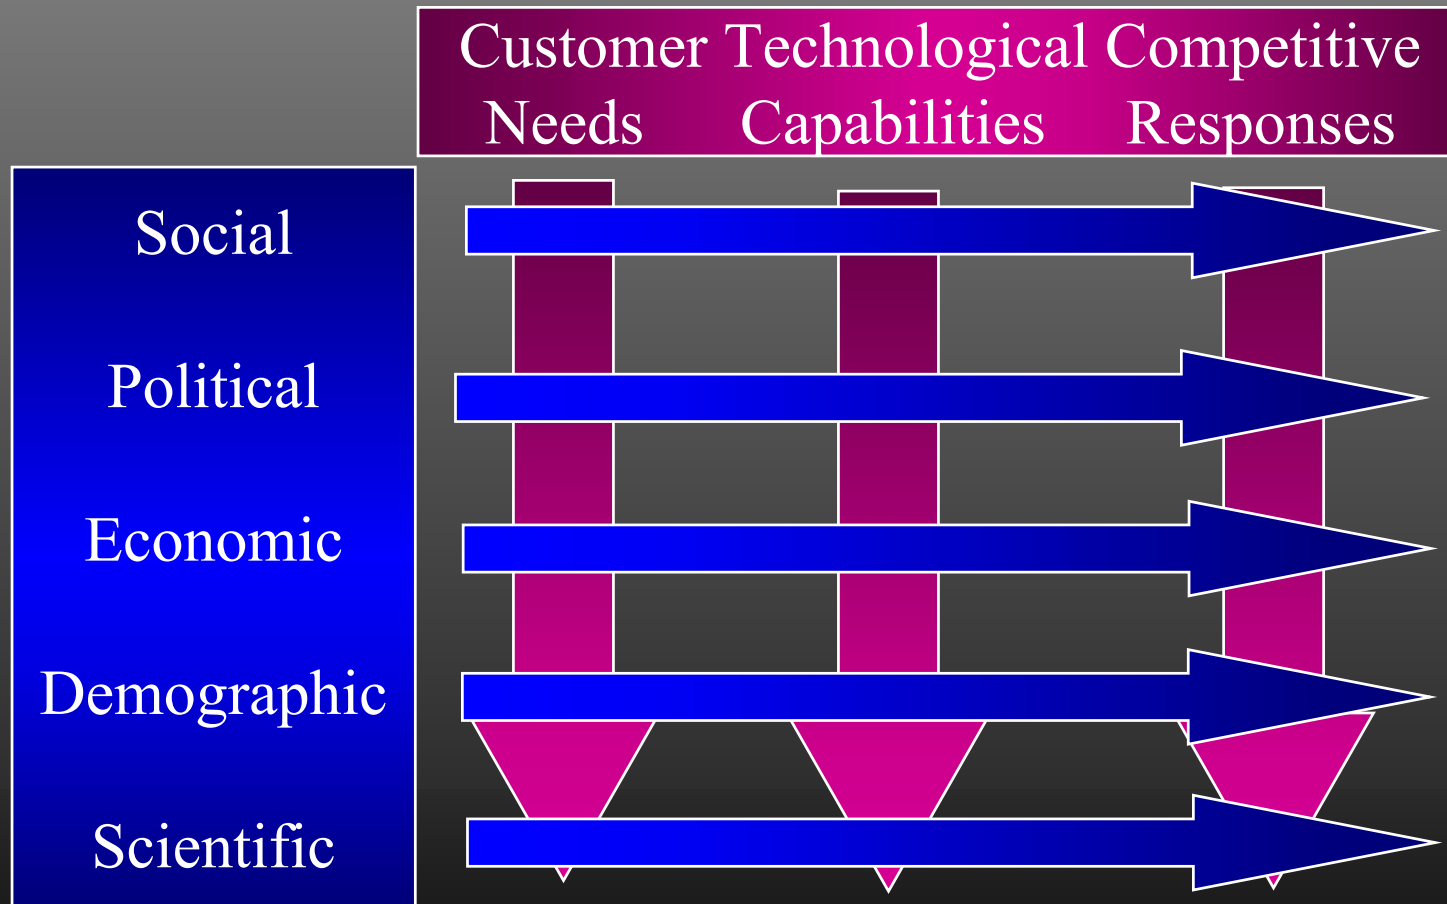 Customer Technological Competitive
Needs Capabilities Responses
Social
Political
Economic
Demographic
Scientific